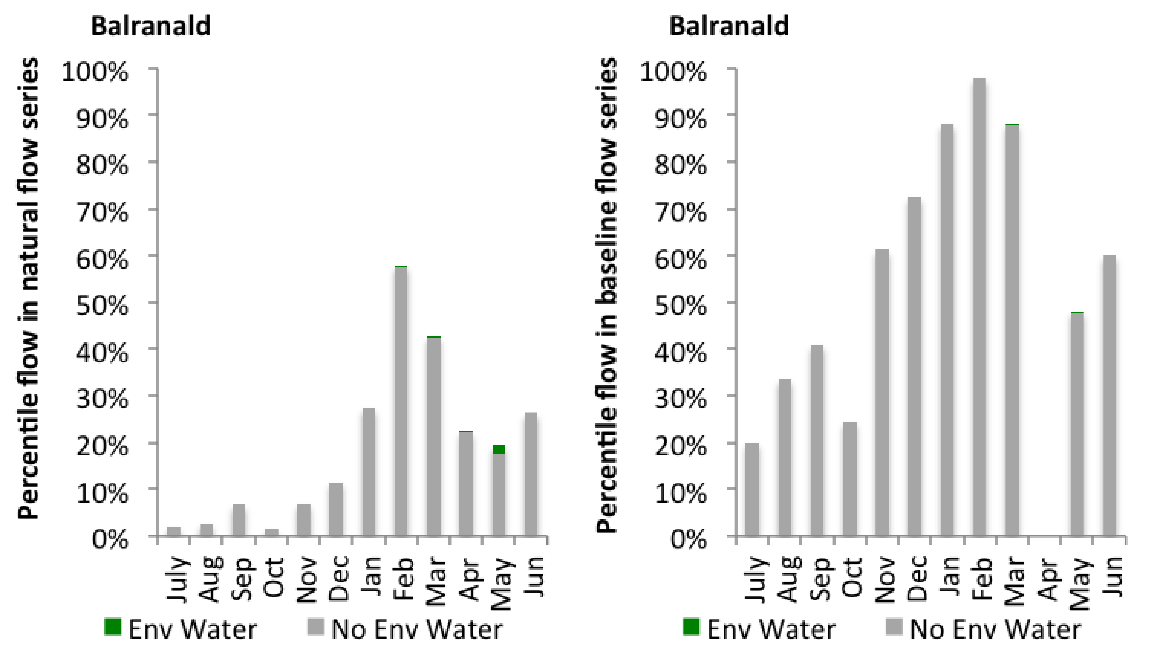 Balranald
Percentile flow in natural flow series
100%
90%
80%
70%
60%
50%
40%
30%
20%
10%
0%
July Aug Sep Oct Nov Dec Jan Feb Mar Apr May Jun
Env Water No Env Water
Balranald
Percentile flow in baseline flow series
100%
90%
80%
70%
60%
50%
40%
30%
20%
10%
0%
July Aug Sep Oct Nov Dec Jan Feb Mar Apr May Jun
Env Water No Env Water